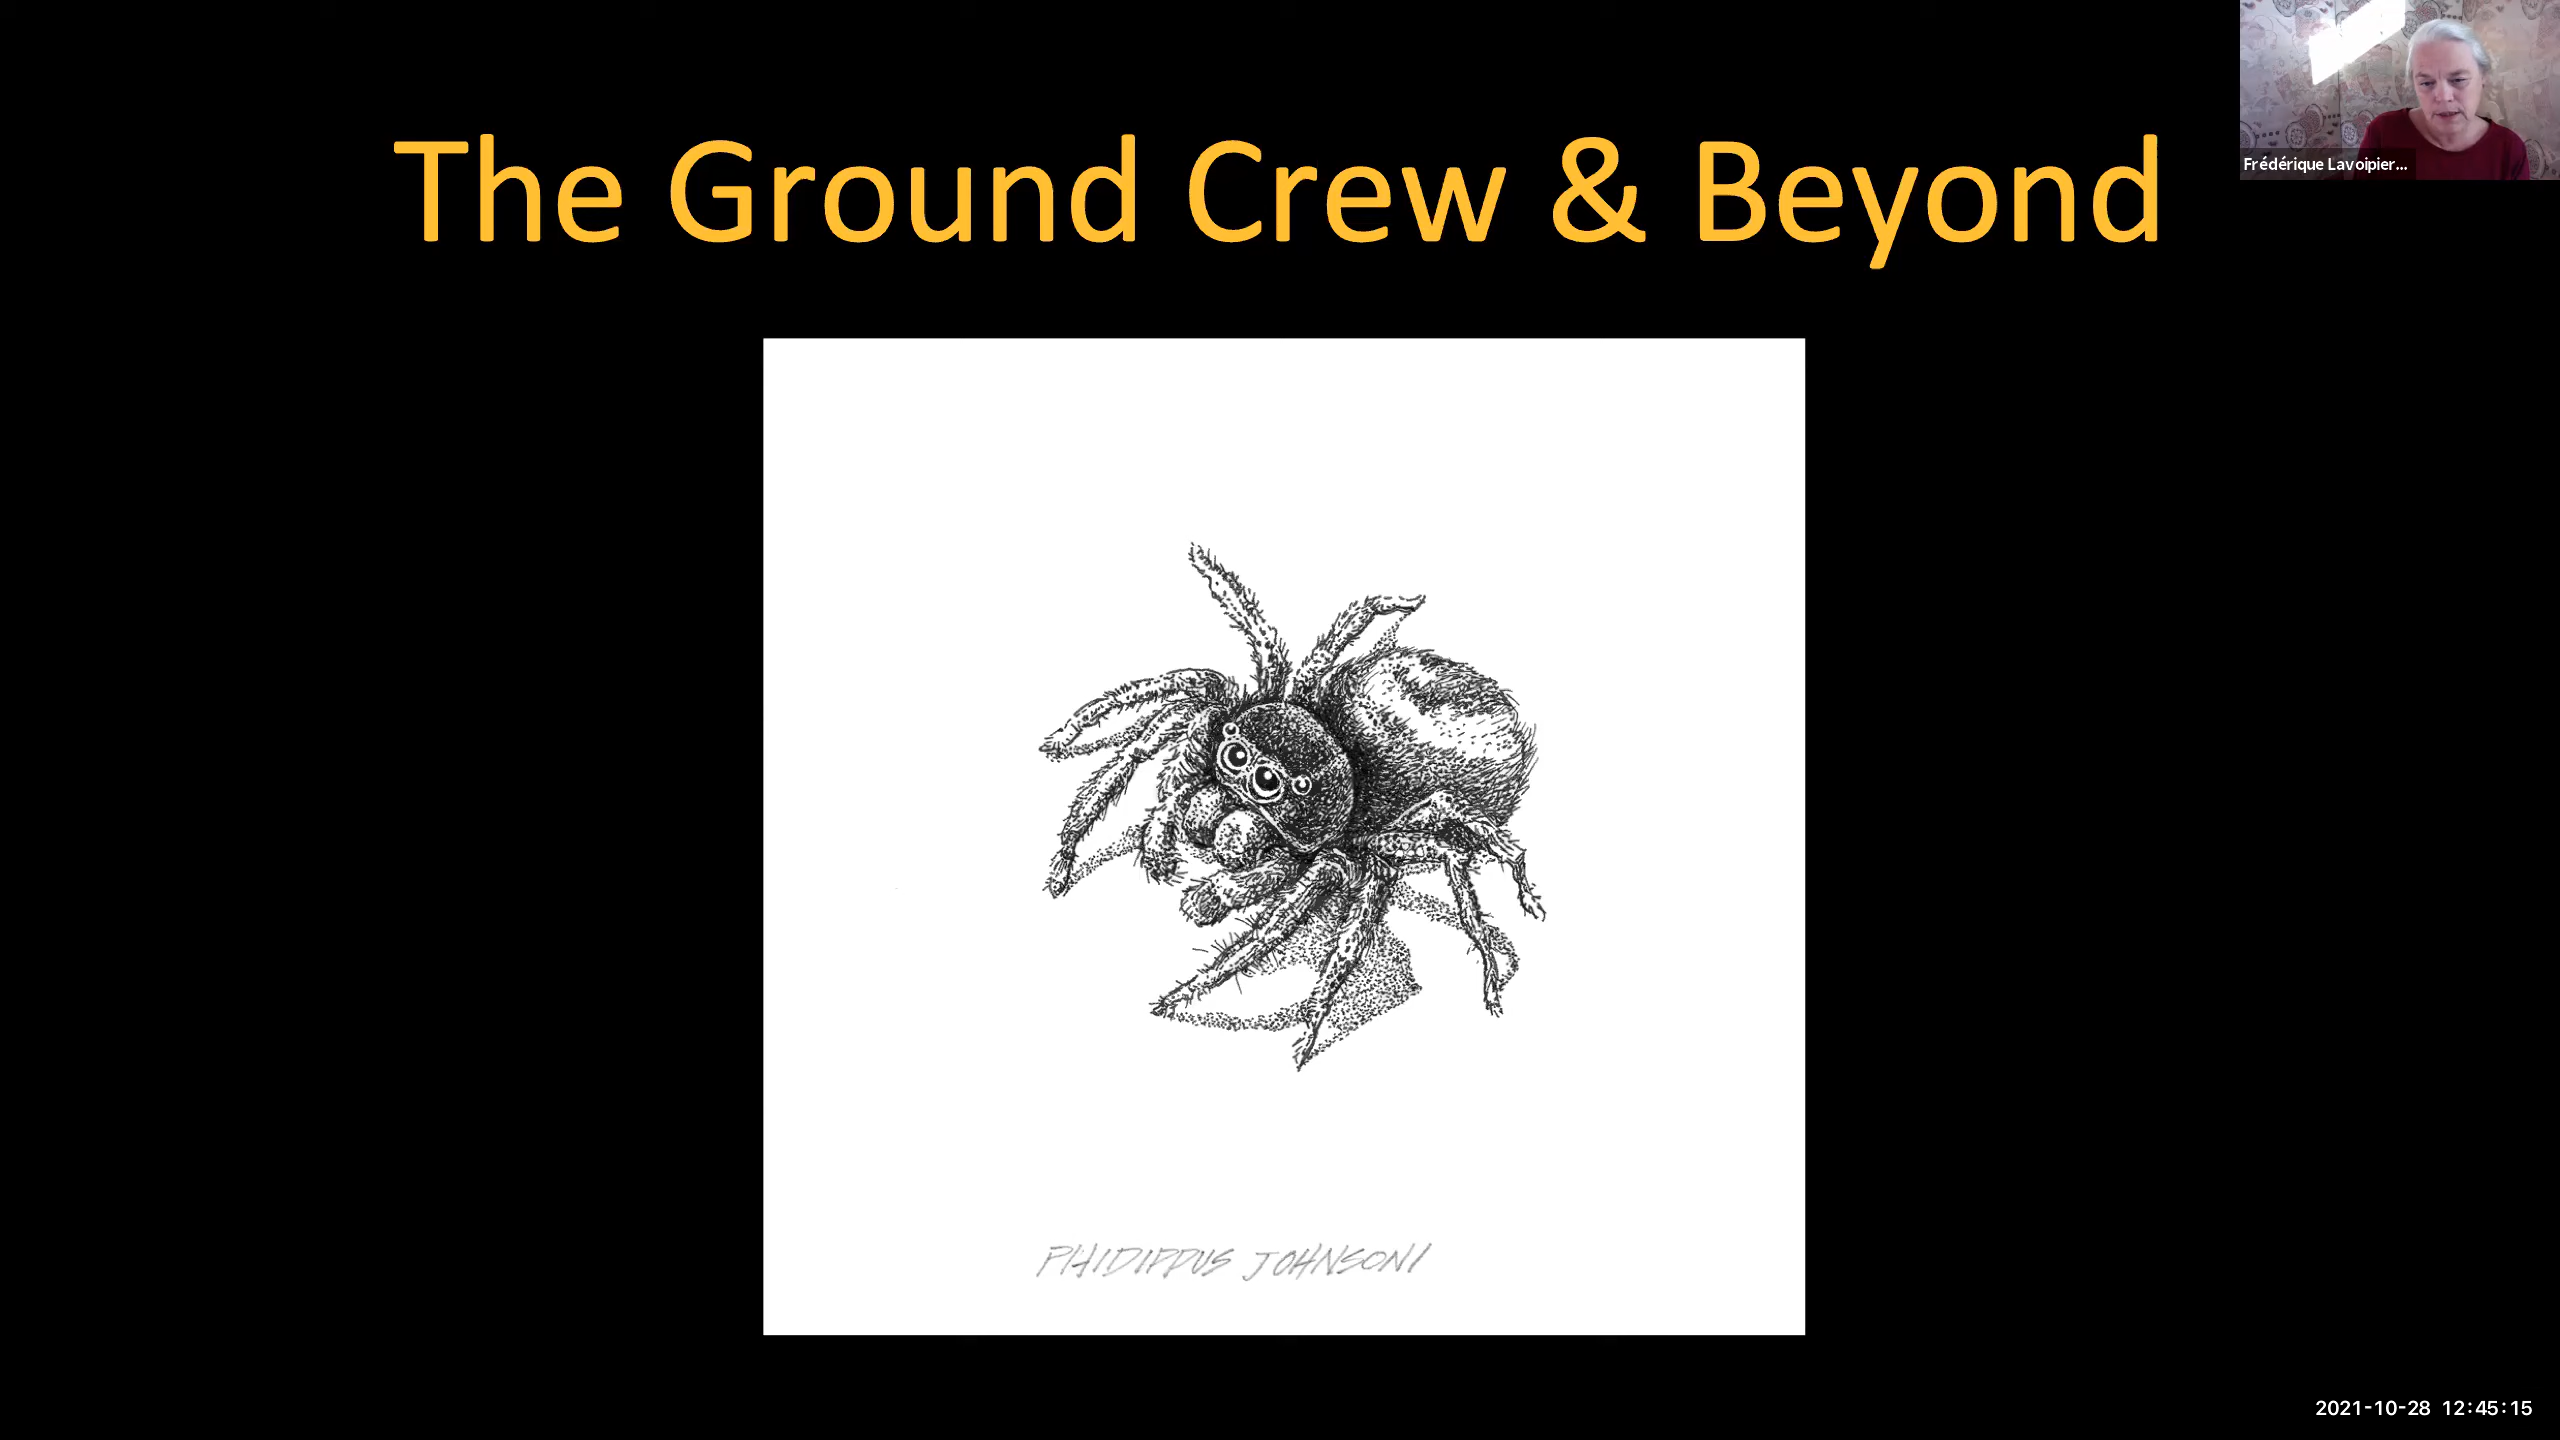 The Ground Crew & Beyond
Frédérique Lavoipier...
PHIDIPPUS JOHNSONI
2021-10-28 12:45:15